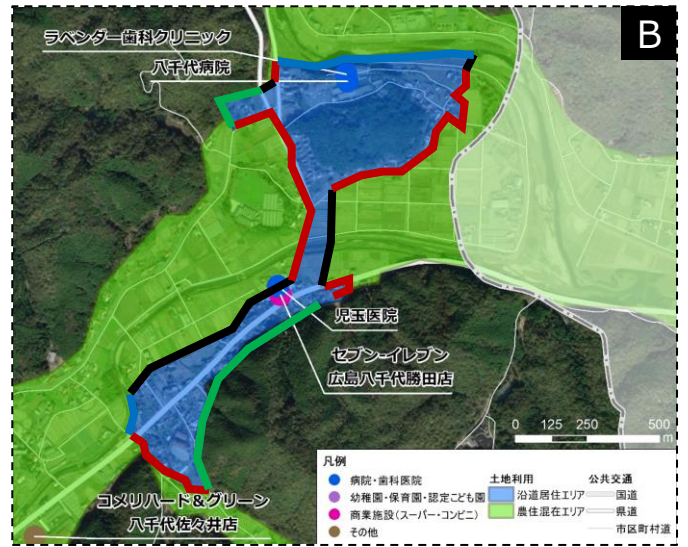 B
ラベンダー歯科クリニック
八千代病院
児玉医院
セブン-イレブン
広島八千代勝田店
0 125 250 500
m
コメリハード&グリーン
八千代佐々井店
凡例
病院・歯科医院
幼稚園・保育園・認定こども園
商業施設(スーパー・コンビニ)
その他
土地利用
沿道居住エリア
農住混在エリア
公共交通
国道
県道
市区町村道